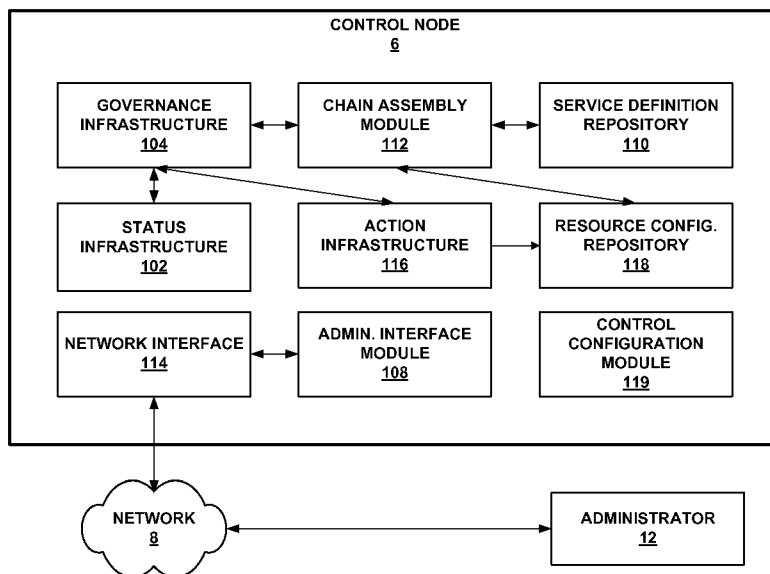 CONTROL NODE
6
GOVERNANCE
INFRASTRUCTURE
104
CHAIN ASSEMBLY
MODULE
112
SERVICE DEFINITION
REPOSITORY
110
STATUS
INFRASTRUCTURE
102
ACTION
INFRASTRUCTURE
116
RESOURCE CONFIG.
REPOSITORY
118
NETWORK INTERFACE
114
ADMIN. INTERFACE
MODULE
108
CONTROL
CONFIGURATION
MODULE
119
NETWORK
8
ADMINISTRATOR
12